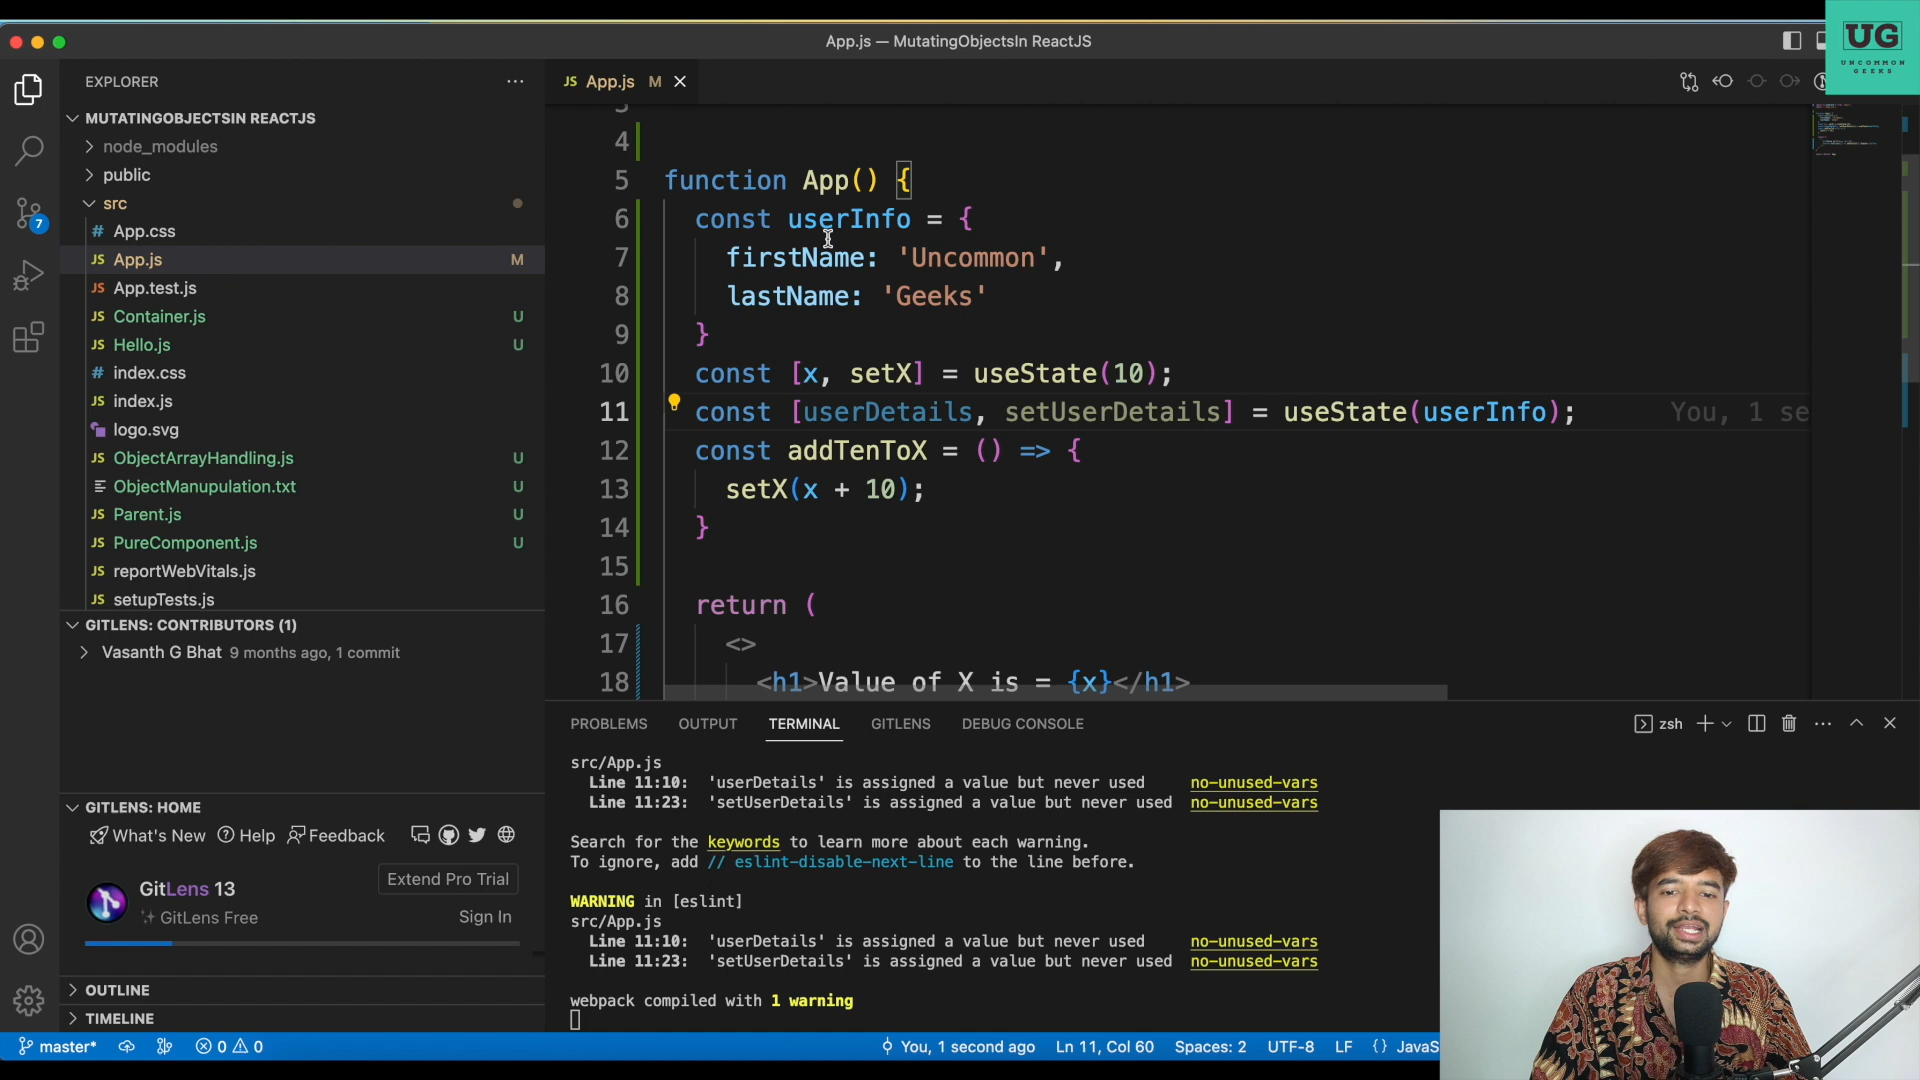 App.js — MutatingObjectsIn ReactJS
UG
UNCOMMON
GEEKS
EXPLORER
JS App.js M
MUTATINGOBJECTSIN REACTJS
node_modules
public
src
# App.css
JS App.js M
JS App.test.js
JS Container.js U
JS Hello.js U
# index.css
JS index.js
logo.svg
JS ObjectArrayHandling.js U
ObjectManupulation.txt U
JS Parent.js U
JS PureComponent.js U
JS reportWebVitals.js
JS setupTests.js
7
GITLENS: CONTRIBUTORS (1)
Vasanth G Bhat 9 months ago, 1 commit
GITLENS: HOME
What's New Help Feedback
GitLens 13
Extend Pro Trial
GitLens Free
Sign In
OUTLINE
TIMELINE
4
5 function App() {
6 const userInfo = {
7 firstName: 'Uncommon',
8 lastName: 'Geeks'
9 }
10 const [x, setX] = useState(10);
11 const [userDetails, setUserDetails] = useState(userInfo); You, 1 se
12 const addTenToX = () => {
13 setX(x + 10);
14 }
15
16 return (
17 <>
18 <h1>Value of X is = {x}</h1>
PROBLEMS OUTPUT TERMINAL GITLENS DEBUG CONSOLE
zsh
src/App.js
Line 11:10: 'userDetails' is assigned a value but never used no-unused-vars
Line 11:23: 'setUserDetails' is assigned a value but never used no-unused-vars
Search for the keywords to learn more about each warning.
To ignore, add // eslint-disable-next-line to the line before.
WARNING in [eslint]
src/App.js
Line 11:10: 'userDetails' is assigned a value but never used no-unused-vars
Line 11:23: 'setUserDetails' is assigned a value but never used no-unused-vars
webpack compiled with 1 warning
master* 0 0 You, 1 second ago Ln 11, Col 60 Spaces: 2 UTF-8 LF {} JavaS